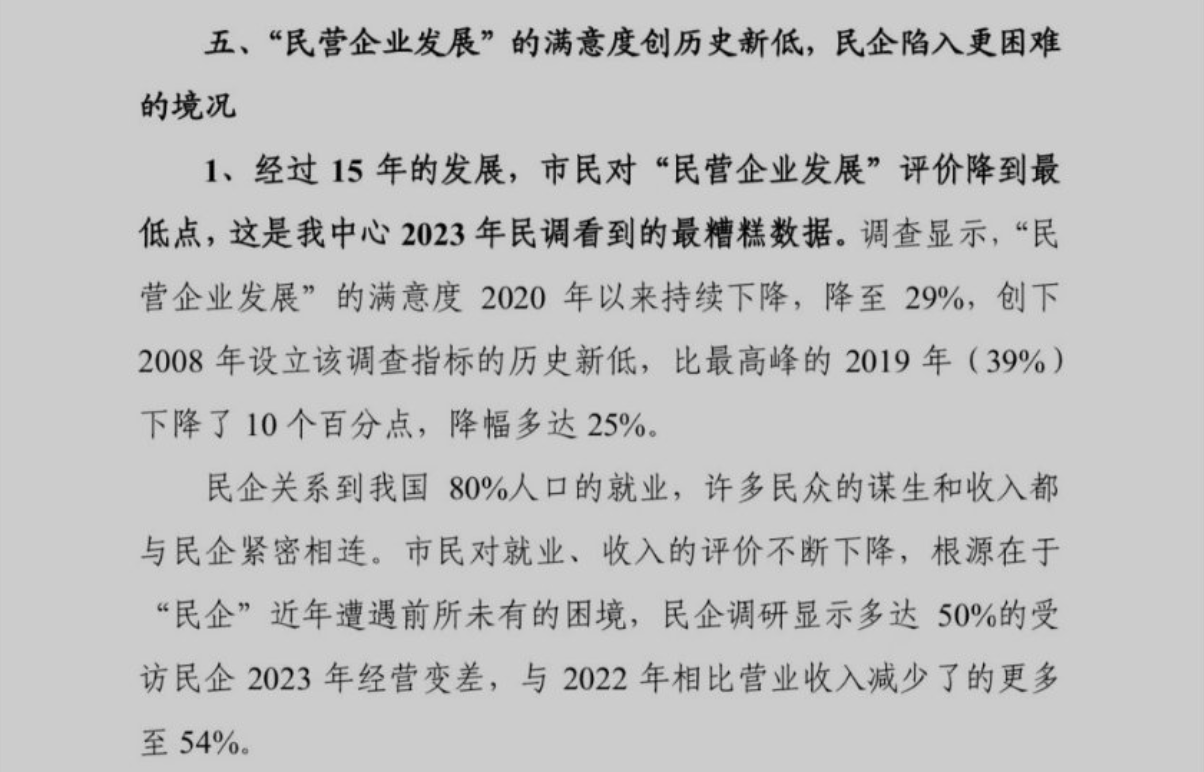 五、“民营企业发展”的满意度创历史新低，民企陷入更困难
的境况
1、经过 15 年的发展，市民对“民营企业发展”评价降到最
低点，这是我中心 2023 年民调看到的最糟糕数据。调查显示，“民
营企业发展”的满意度 2020 年以来持续下降，降至 29%，创下
2008 年设立该调查指标的历史新低，比最高峰的 2019 年（39%）
下降了 10 个百分点，降幅多达 25%。
民企关系到我国 80%人口的就业，许多民众的谋生和收入都
与民企紧密相连。市民对就业、收入的评价不断下降，根源在于
“民企”近年遭遇前所未有的困境，民企调研显示多达 50%的受
访民企 2023 年经营变差，与 2022 年相比营业收入减少了的更多
至 54%。